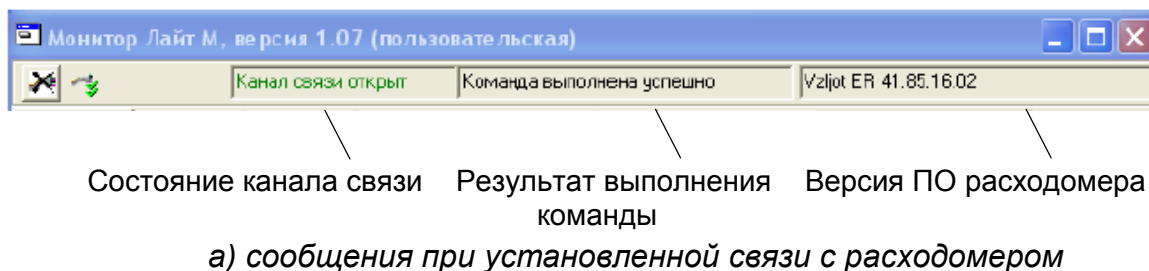 Монитор Лайт М, версия 1.07 (пользовательская)
Канал связи открыт Команда выполнена успешно Vzljot ER 41.85.16.02
Состояние канала связи Результат выполнения команды Версия ПО расходомера
а) сообщения при установленной связи с расходомером